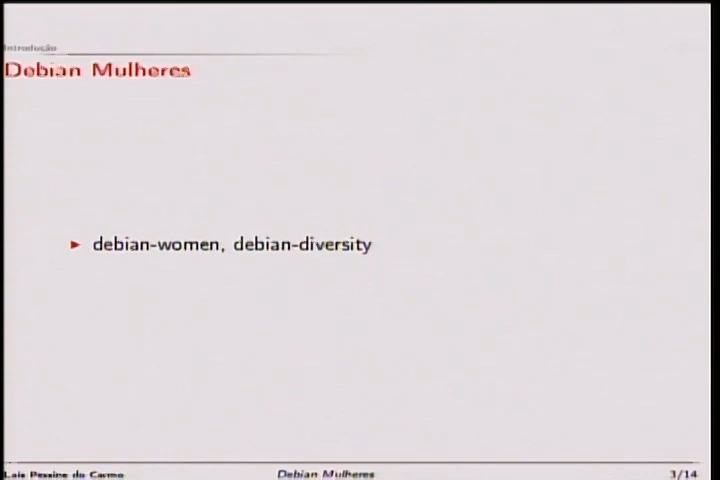 Introdução
Debian Mulheres
debian-women, debian-diversity
Lais Pessine do Carmo
Debian Mulheres
3/14